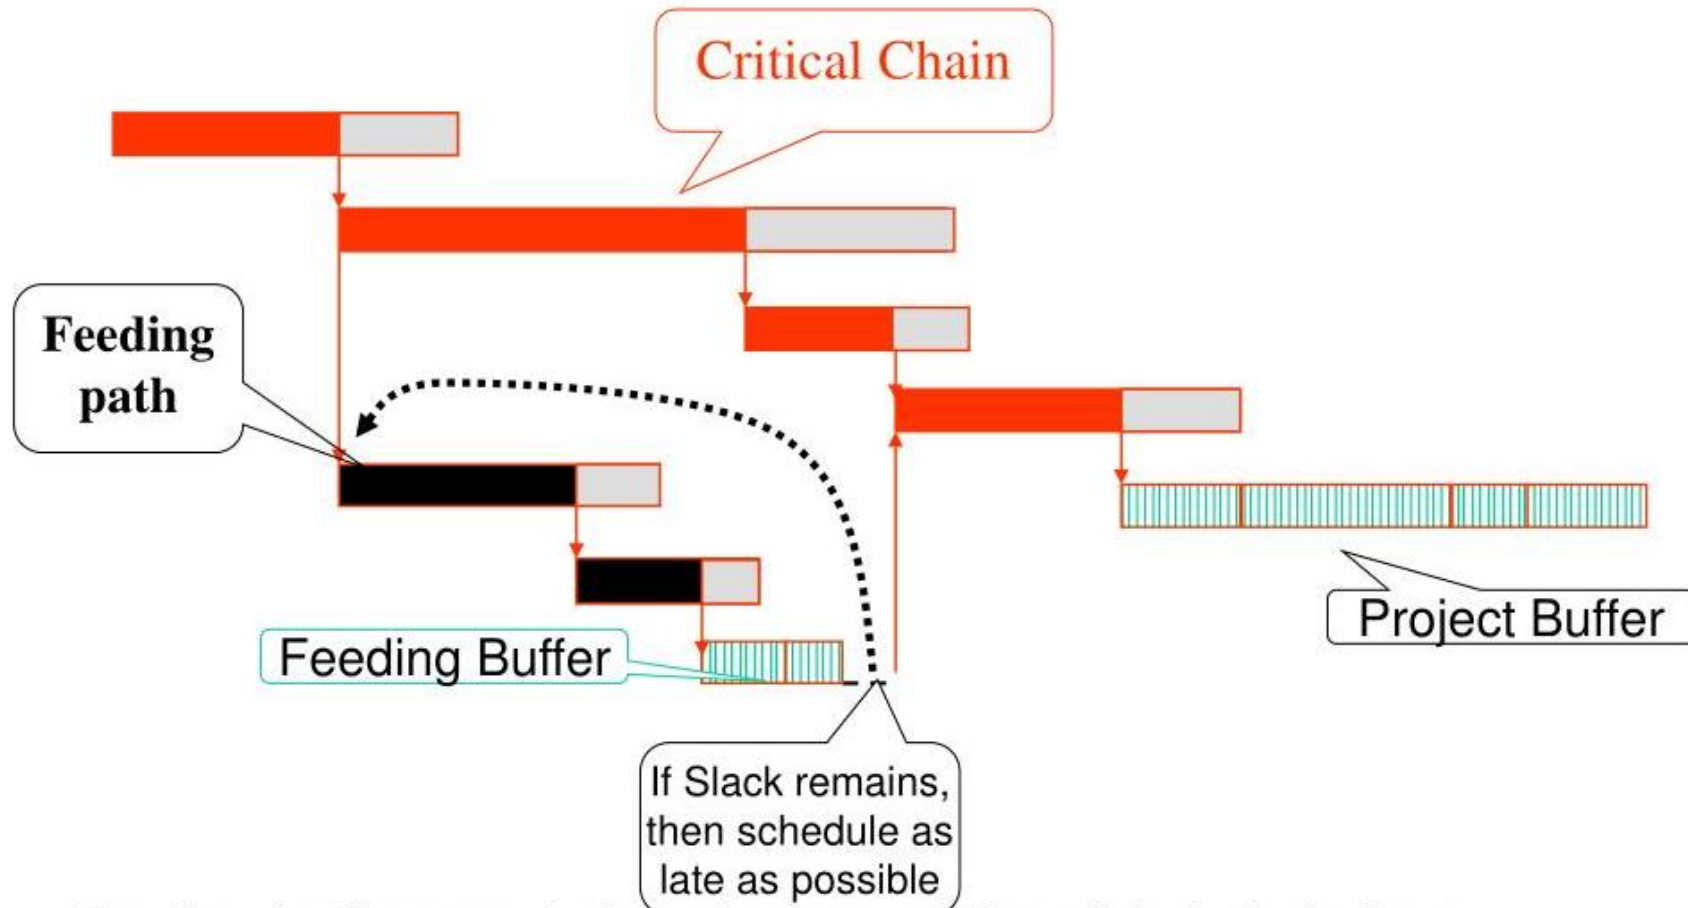 Critical Chain
Feeding
path
Project Buffer
Feeding Buffer
If Slack remains,
then schedule as
late as possible